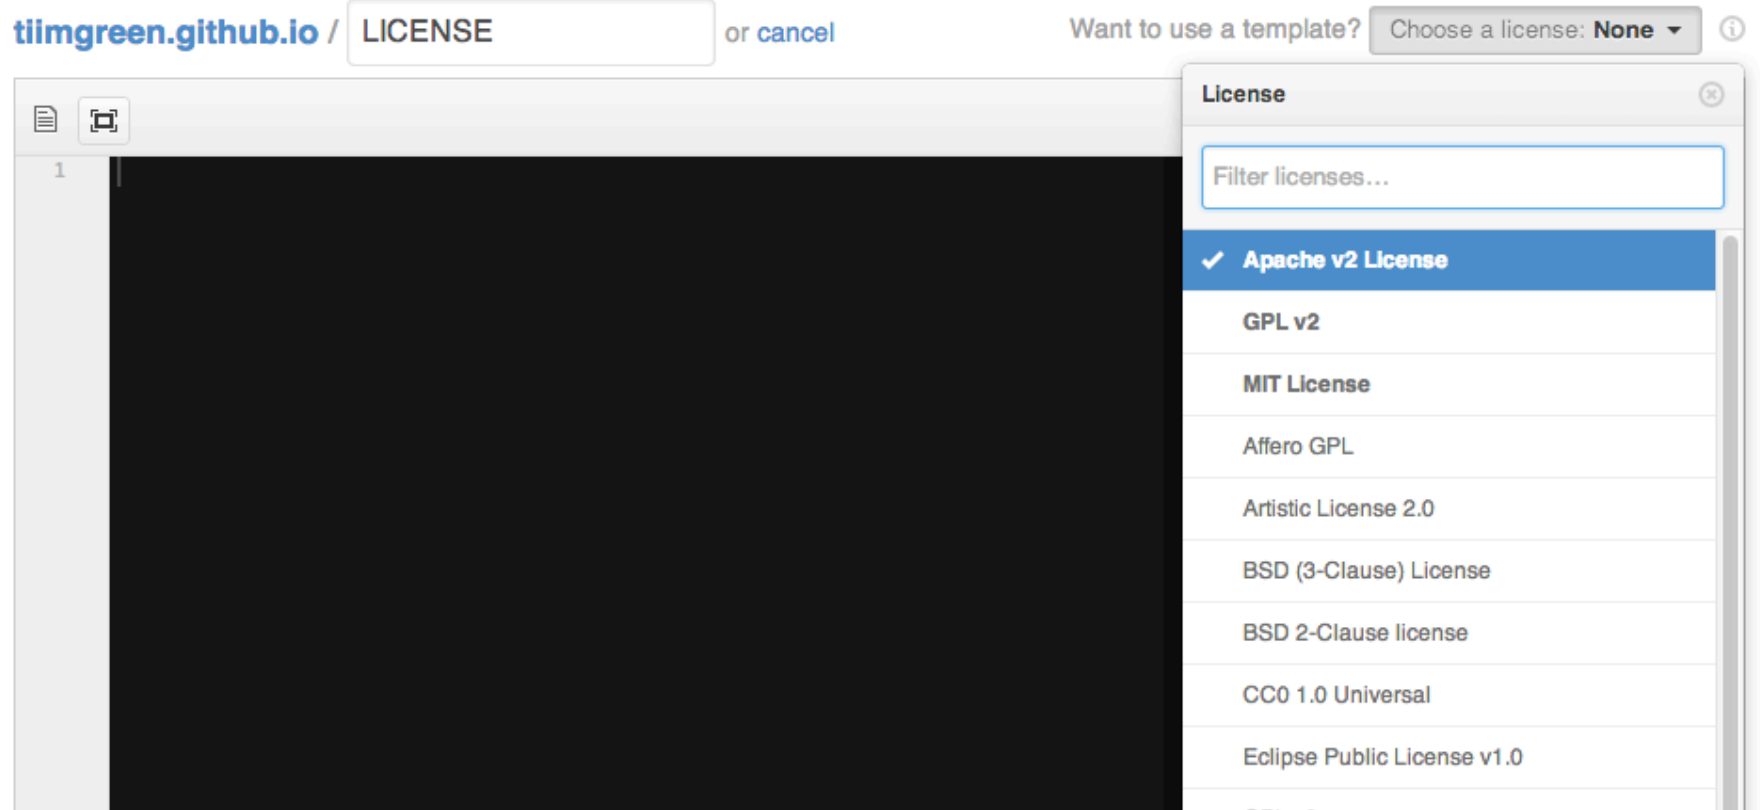 tiimgreen.github.io / LICENSE or cancel Want to use a template? Choose a license: None
License
Filter licenses...
1
Apache v2 License
GPL v2
MIT License
Affero GPL
Artistic License 2.0
BSD (3-Clause) License
BSD 2-Clause license
CC0 1.0 Universal
Eclipse Public License v1.0